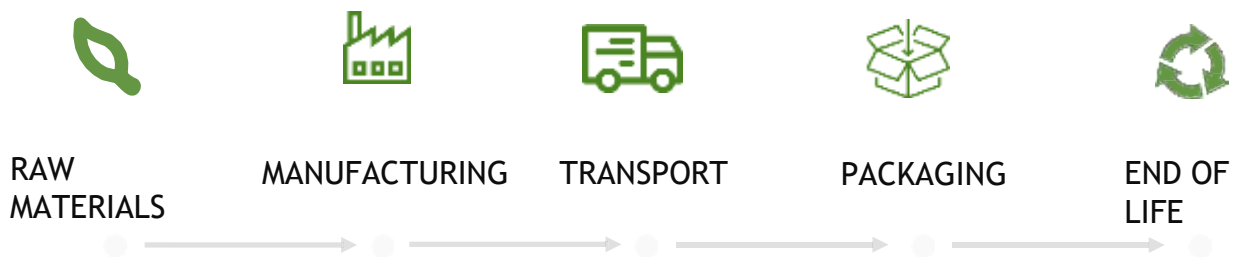 RAW
MATERIALS
MANUFACTURING
TRANSPORT
PACKAGING
END OF
LIFE